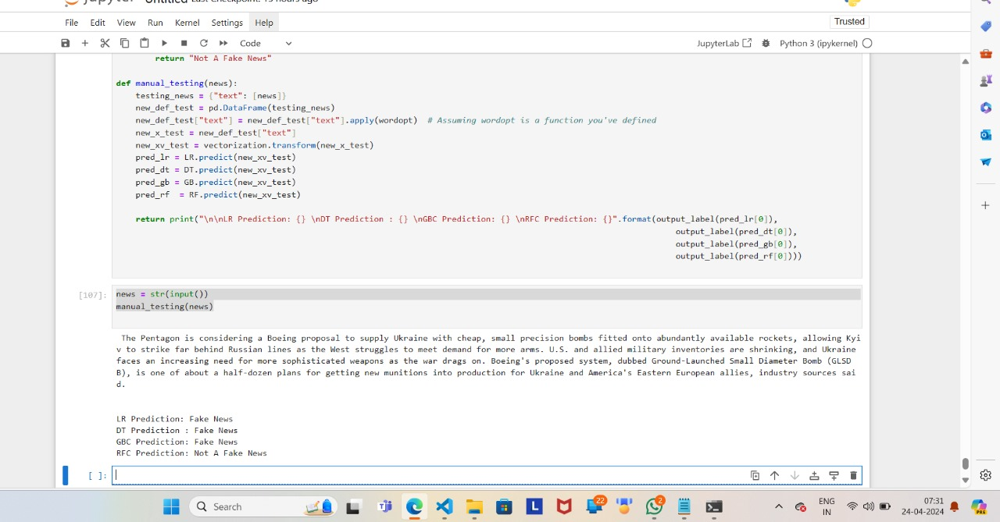 Jupyter Untitled Last Checkpoint: 19 hours ago
File Edit View Run Kernel Settings Help
Trusted
Code
JupyterLab
Python 3 (ipykernel)
return "Not A Fake News"
def manual_testing(news):
testing_news = {"text": [news]}
new_def_test = pd.DataFrame(testing_news)
new_def_test["text"] = new_def_test["text"].apply(wordopt) # Assuming wordopt is a function you've defined
new_x_test = new_def_test["text"]
new_xv_test = vectorization.transform(new_x_test)
pred_lr = LR.predict(new_xv_test)
pred_dt = DT.predict(new_xv_test)
pred_gb = GB.predict(new_xv_test)
pred_rf = RF.predict(new_xv_test)
return print("\n\nLR Prediction: {} \nDT Prediction : {} \nGBC Prediction: {} \nRFC Prediction: {}".format(output_label(pred_lr[0]),
output_label(pred_dt[0]),
output_label(pred_gb[0]),
output_label(pred_rf[0])))
[107]:
news = str(input())
manual_testing(news)
The Pentagon is considering a Boeing proposal to supply Ukraine with cheap, small precision bombs fitted onto abundantly available rockets, allowing Kyi
v to strike far behind Russian lines as the West struggles to meet demand for more arms. U.S. and allied military inventories are shrinking, and Ukraine
faces an increasing need for more sophisticated weapons as the war drags on. Boeing's proposed system, dubbed Ground-Launched Small Diameter Bomb (GLSD
B), is one of about a half-dozen plans for getting new munitions into production for Ukraine and America's Eastern European allies, industry sources sai
d.
LR Prediction: Fake News
DT Prediction : Fake News
GBC Prediction: Fake News
RFC Prediction: Not A Fake News
[ ]:
Search
22
2
ENG
IN
07:31
24-04-2024
PRE